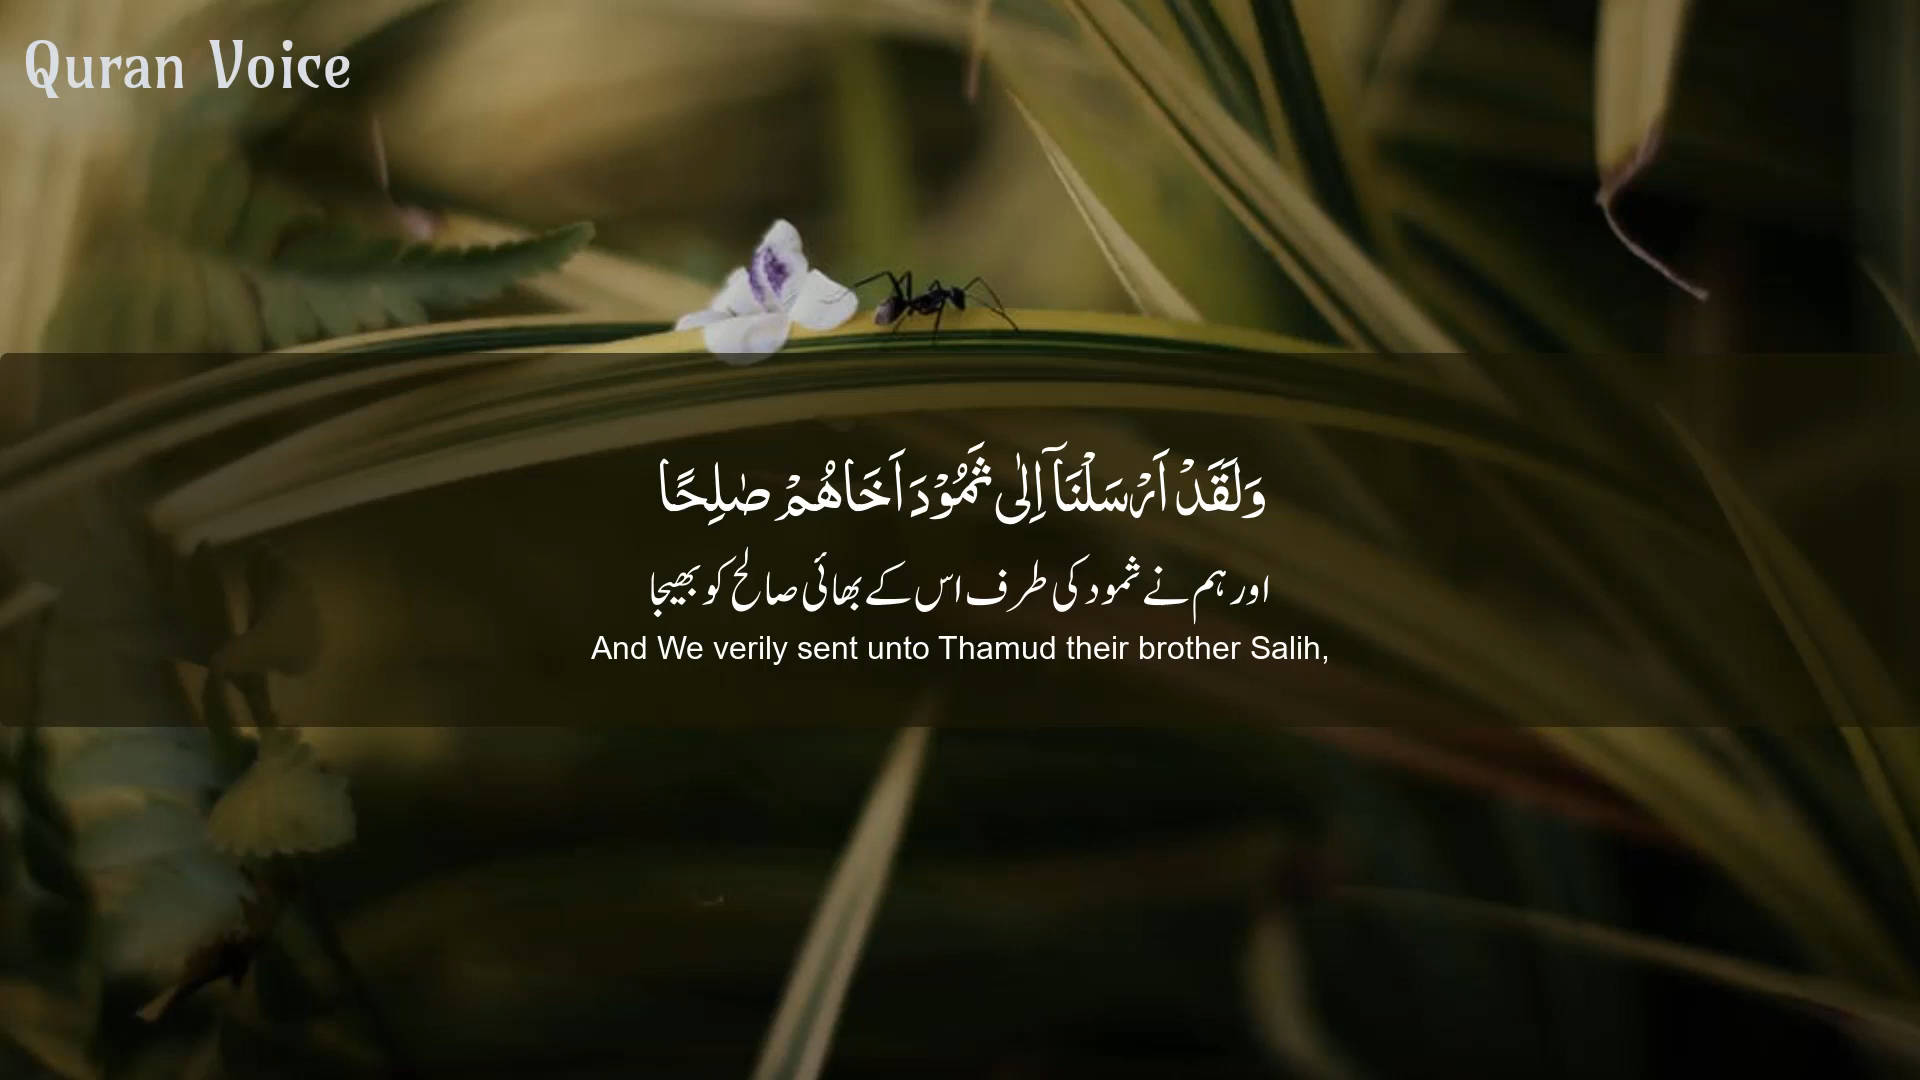 Quran Voice
وَلَقَدْ اَرْسَلْنَاۤ اِلٰی ثَمُوْدَ اَخَاهُمْ صٰلِحًا
اور ہم نے ثمود کی طرف اس کے بھائی صالح کو بھیجا
And We verily sent unto Thamud their brother Salih,